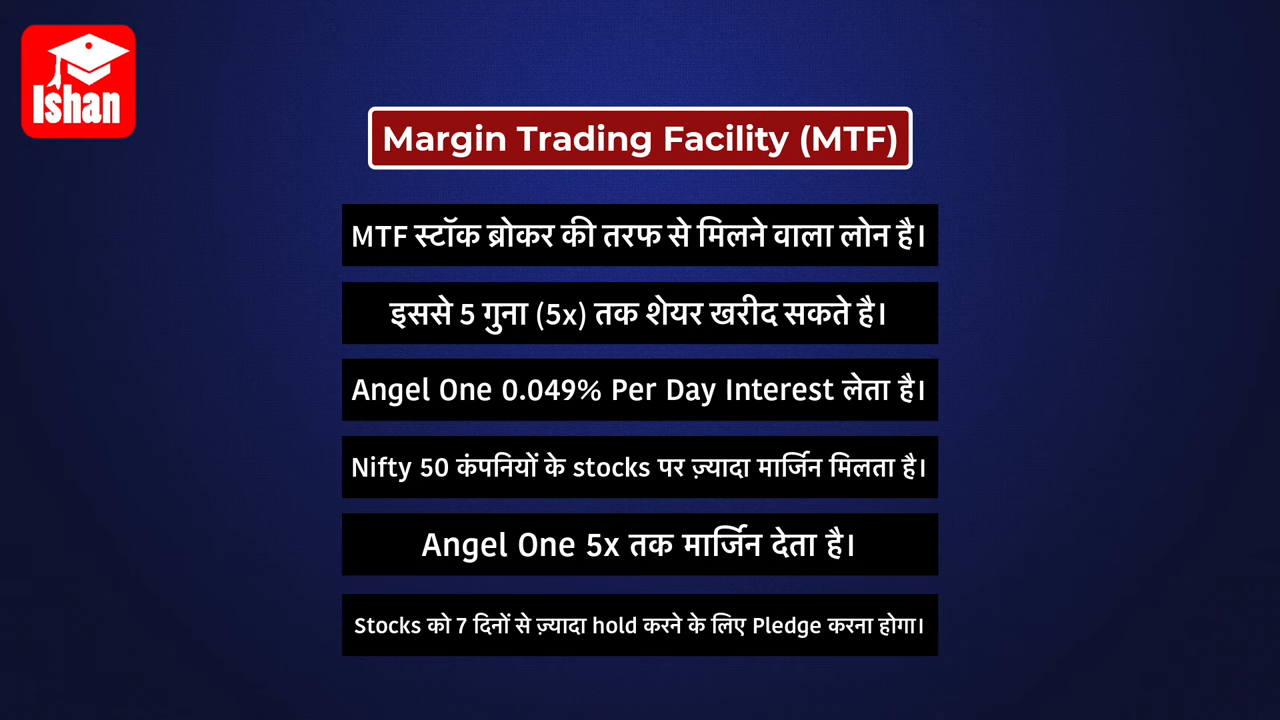 Ishan
Margin Trading Facility (MTF)
MTF स्टॉक ब्रोकर की तरफ से मिलने वाला लोन है।
इससे 5 गुना (5x) तक शेयर खरीद सकते है।
Angel One 0.049% Per Day Interest लेता है।
Nifty 50 कंपनियों के stocks पर ज़्यादा मार्जिन मिलता है।
Angel One 5x तक मार्जिन देता है।
Stocks को 7 दिनों से ज़्यादा hold करने के लिए Pledge करना होगा।